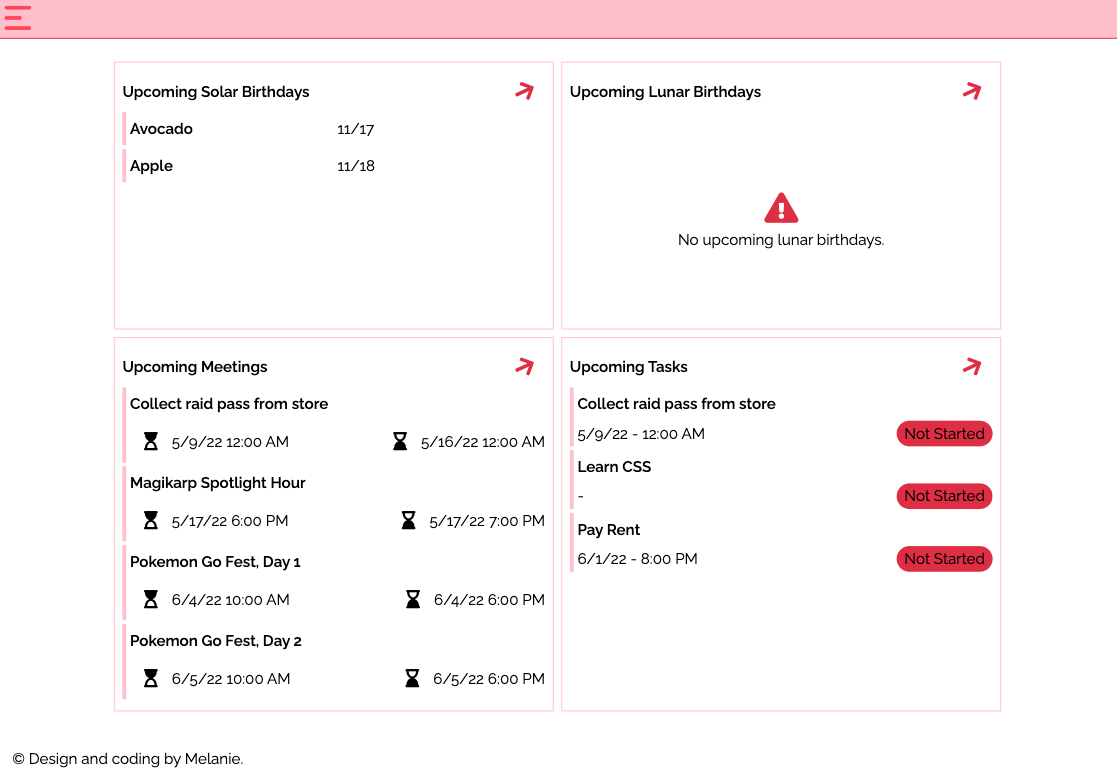 Upcoming Solar Birthdays
Avocado 11/17
Apple 11/18
Upcoming Lunar Birthdays
No upcoming lunar birthdays.
Upcoming Meetings
Collect raid pass from store
5/9/22 12:00 AM 5/16/22 12:00 AM
Magikarp Spotlight Hour
5/17/22 6:00 PM 5/17/22 7:00 PM
Pokemon Go Fest, Day 1
6/4/22 10:00 AM 6/4/22 6:00 PM
Pokemon Go Fest, Day 2
6/5/22 10:00 AM 6/5/22 6:00 PM
Upcoming Tasks
Collect raid pass from store
5/9/22 - 12:00 AM Not Started
Learn CSS
- Not Started
Pay Rent
6/1/22 - 8:00 PM Not Started
© Design and coding by Melanie.